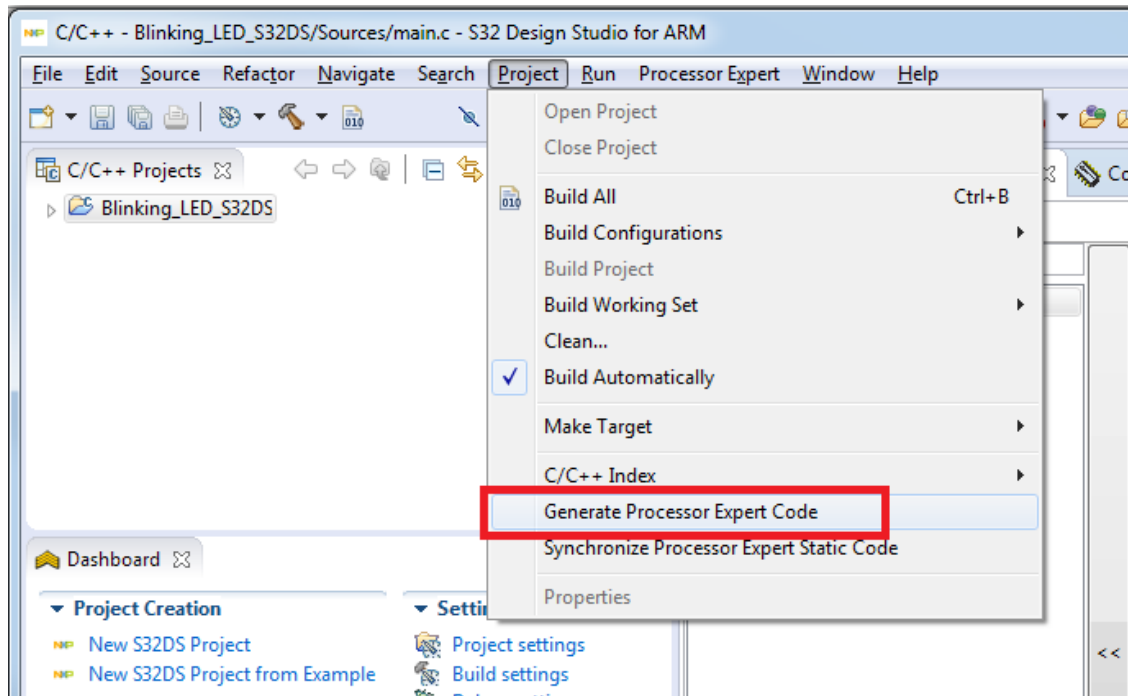 C/C++ - Blinking_LED_S32DS/Sources/main.c - S32 Design Studio for ARM
File Edit Source Refactor Navigate Search Project Run Processor Expert Window Help
Open Project
Close Project
C/C++ Projects
Build All Ctrl+B
Blinking_LED_S32DS
Build Configurations
Build Project
Build Working Set
Clean...
Build Automatically
Make Target
C/C++ Index
Generate Processor Expert Code
Synchronize Processor Expert Static Code
Dashboard
Properties
Project Creation
New S32DS Project Project settings
New S32DS Project from Example Build settings
<<